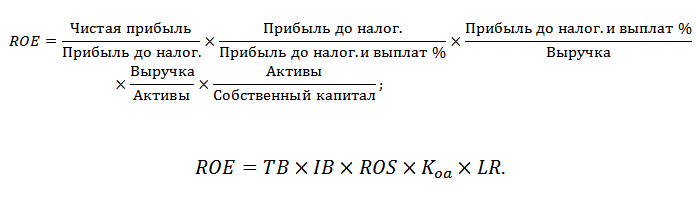 ROE = Чистая прибыль / Прибыль до налог. × Прибыль до налог. / Прибыль до налог. и выплат % × Прибыль до налог. и выплат % / Выручка
× Выручка / Активы × Активы / Собственный капитал ;
ROE = TB × IB × ROS × Kₒₐ × LR.